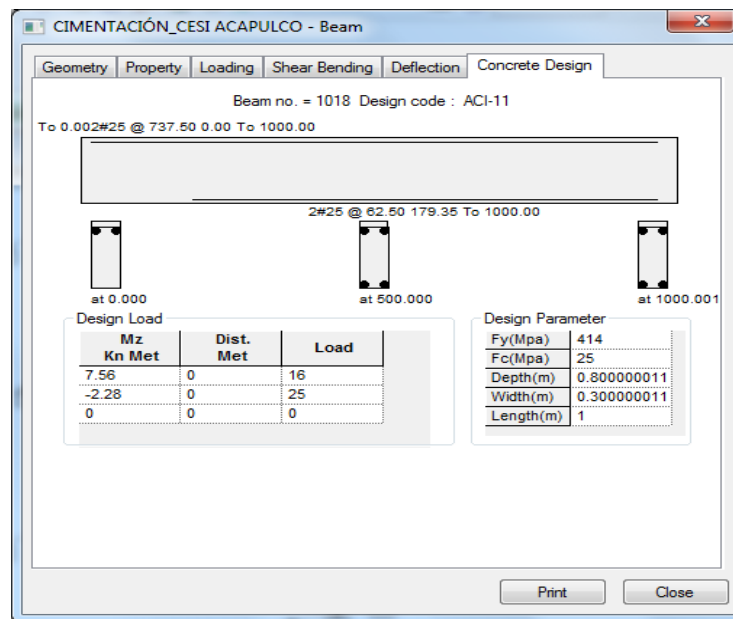 CIMENTACIÓN_CESI ACAPULCO - Beam
Geometry Property Loading Shear Bending Deflection Concrete Design
Beam no. = 1018 Design code : ACI-11
To 0.002#25 @ 737.50 0.00 To 1000.00
2#25 @ 62.50 179.35 To 1000.00
at 0.000 at 500.000 at 1000.001
Design Load
Mz Kn Met Dist. Met Load
7.56 0 16
-2.28 0 25
0 0 0
Design Parameter
Fy(Mpa) 414
Fc(Mpa) 25
Depth(m) 0.800000011
Width(m) 0.300000011
Length(m) 1
Print Close